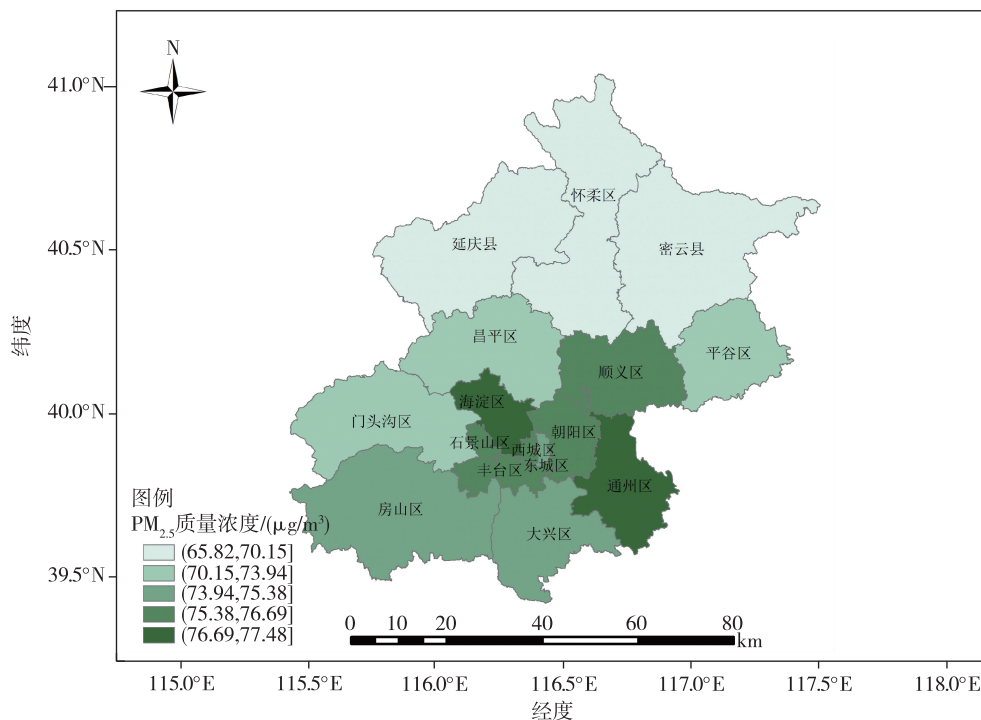 N
41.0°N
40.5°N
40.0°N
39.5°N
纬度
怀柔区
延庆县
密云县
昌平区
平谷区
顺义区
海淀区
门头沟区
朝阳区
石景山区
西城区
东城区
丰台区
通州区
房山区
大兴区
图例
PM2.5质量浓度/(μg/m³)
(65.82,70.15]
(70.15,73.94]
(73.94,75.38]
(75.38,76.69]
(76.69,77.48]
0 10 20 40 60 80
km
115.0°E 115.5°E 116.0°E 116.5°E 117.0°E 117.5°E 118.0°E
经度